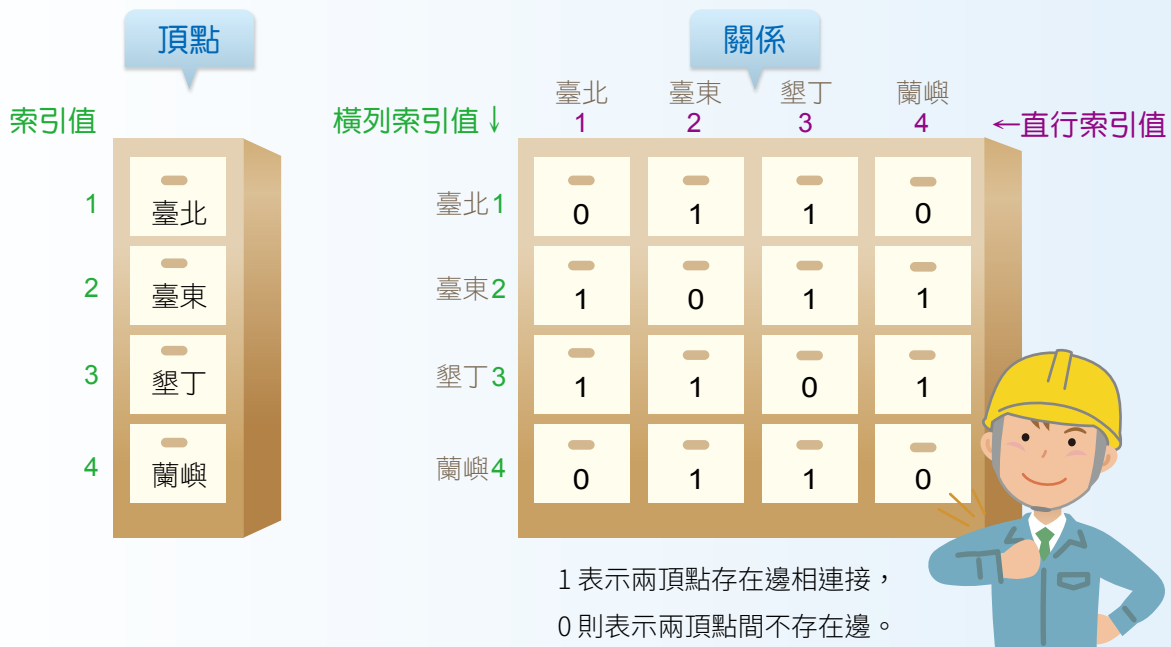 頂點
關係
索引值
橫列索引值↓
臺北 臺東 墾丁 蘭嶼
1 2 3 4
←直行索引值
1 臺北
2 臺東
3 墾丁
4 蘭嶼
臺北1 0 1 1 0
臺東2 1 0 1 1
墾丁3 1 1 0 1
蘭嶼4 0 1 1 0
1 表示兩頂點存在邊相連接，
0 則表示兩頂點間不存在邊。